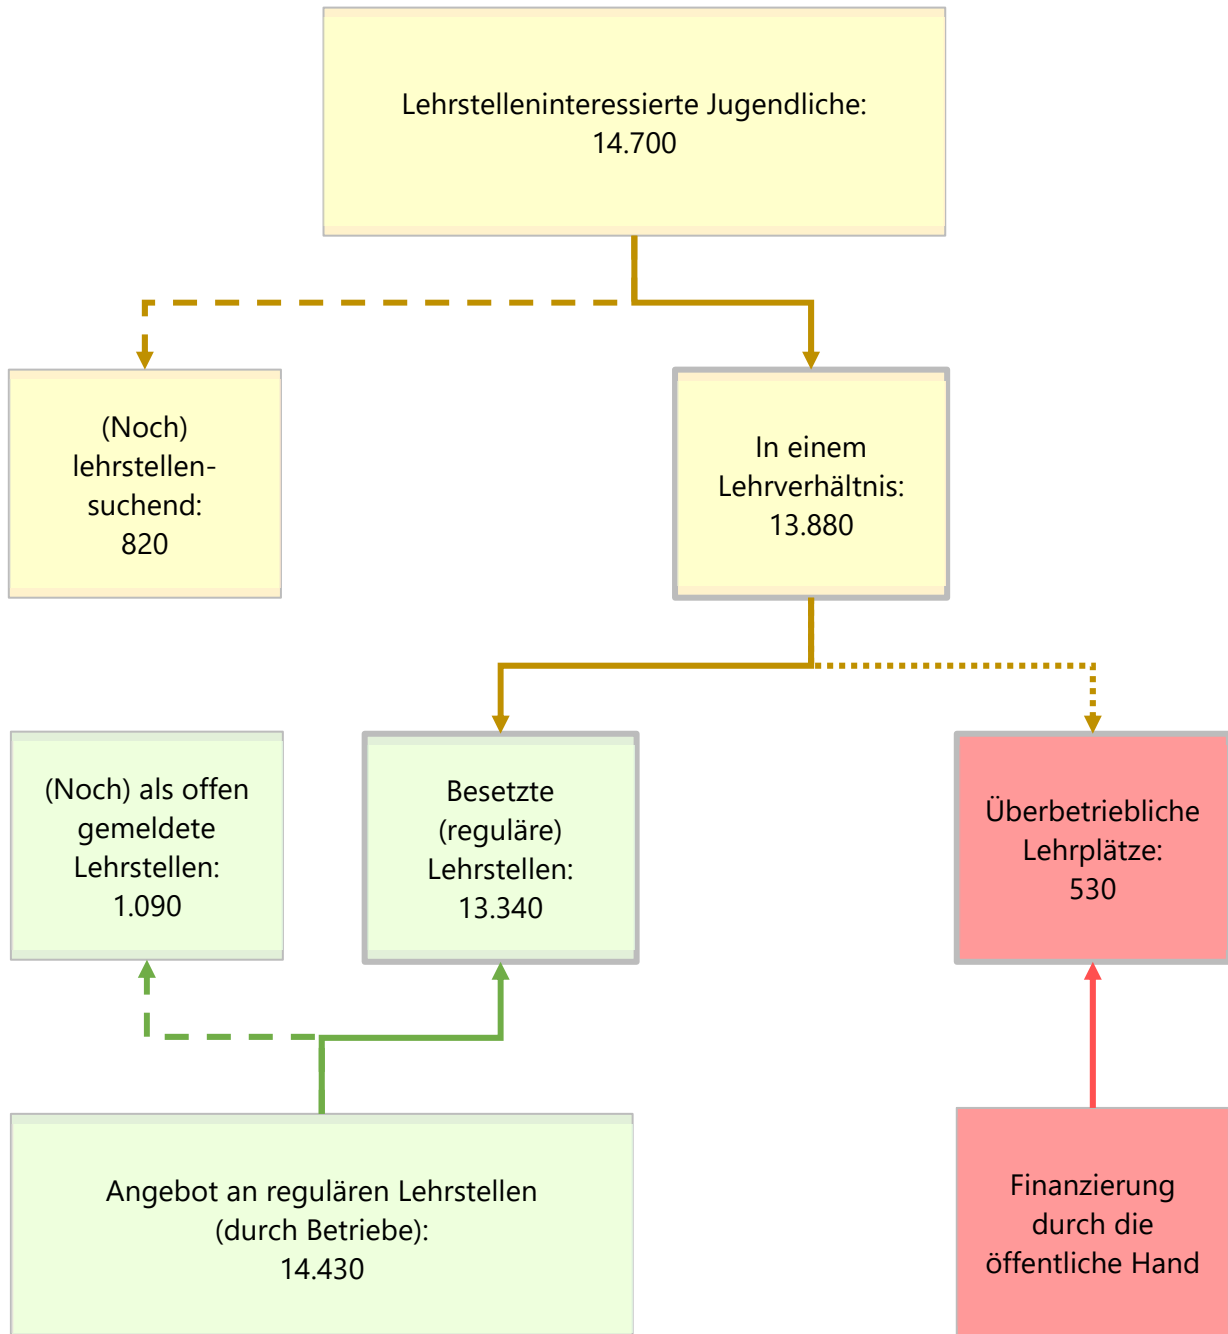 Lehrstelleninteressierte Jugendliche:
14.700
(Noch)
lehrstellen-
suchend:
820
In einem
Lehrverhältnis:
13.880
(Noch) als offen
gemeldete
Lehrstellen:
1.090
Besetzte
(reguläre)
Lehrstellen:
13.340
Überbetriebliche
Lehrplätze:
530
Angebot an regulären Lehrstellen
(durch Betriebe):
14.430
Finanzierung
durch die
öffentliche Hand